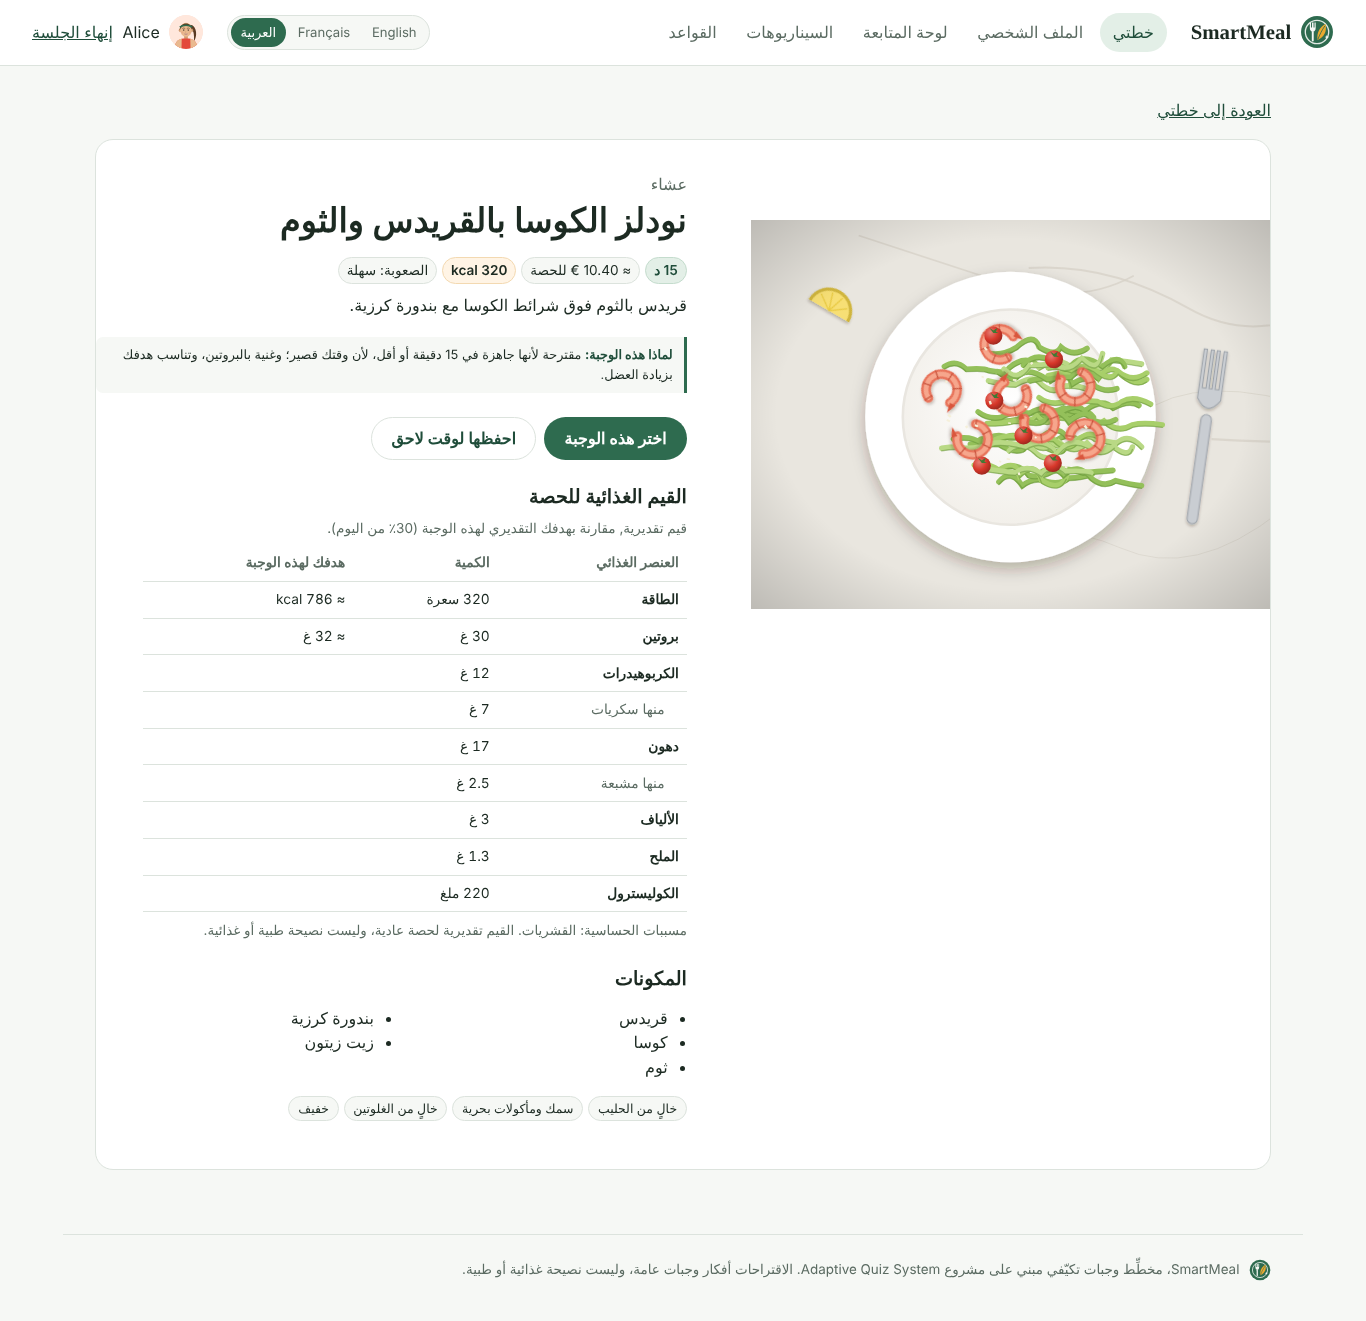 SmartMeal
خطتي
الملف الشخصي
لوحة المتابعة
السيناريوهات
القواعد
English
Français
العربية
Alice
إنهاء الجلسة
العودة إلى خطتي
عشاء
نودلز الكوسا بالقريدس والثوم
15 د
≈ 10.40 € للحصة
320 kcal
الصعوبة: سهلة
قريدس بالثوم فوق شرائط الكوسا مع بندورة كرزية.
لماذا هذه الوجبة: مقترحة لأنها جاهزة في 15 دقيقة أو أقل، لأن وقتك قصير؛ وغنية بالبروتين، وتناسب هدفك
بزيادة العضل.
اختر هذه الوجبة
احفظها لوقت لاحق
القيم الغذائية للحصة
قيم تقديرية, مقارنة بهدفك التقديري لهذه الوجبة (30٪ من اليوم).
العنصر الغذائي الكمية هدفك لهذه الوجبة
الطاقة 320 سعرة ≈ 786 kcal
بروتين 30 غ ≈ 32 غ
الكربوهيدرات 12 غ
منها سكريات 7 غ
دهون 17 غ
منها مشبعة 2.5 غ
الألياف 3 غ
الملح 1.3 غ
الكوليسترول 220 ملغ
مسببات الحساسية: القشريات. القيم تقديرية لحصة عادية، وليست نصيحة طبية أو غذائية.
المكونات
• قريدس
• كوسا
• ثوم
• بندورة كرزية
• زيت زيتون
خالٍ من الحليب
سمك ومأكولات بحرية
خالٍ من الغلوتين
خفيف
SmartMeal، مخطِّط وجبات تكيّفي مبني على مشروع Adaptive Quiz System. الاقتراحات أفكار وجبات عامة، وليست نصيحة غذائية أو طبية.